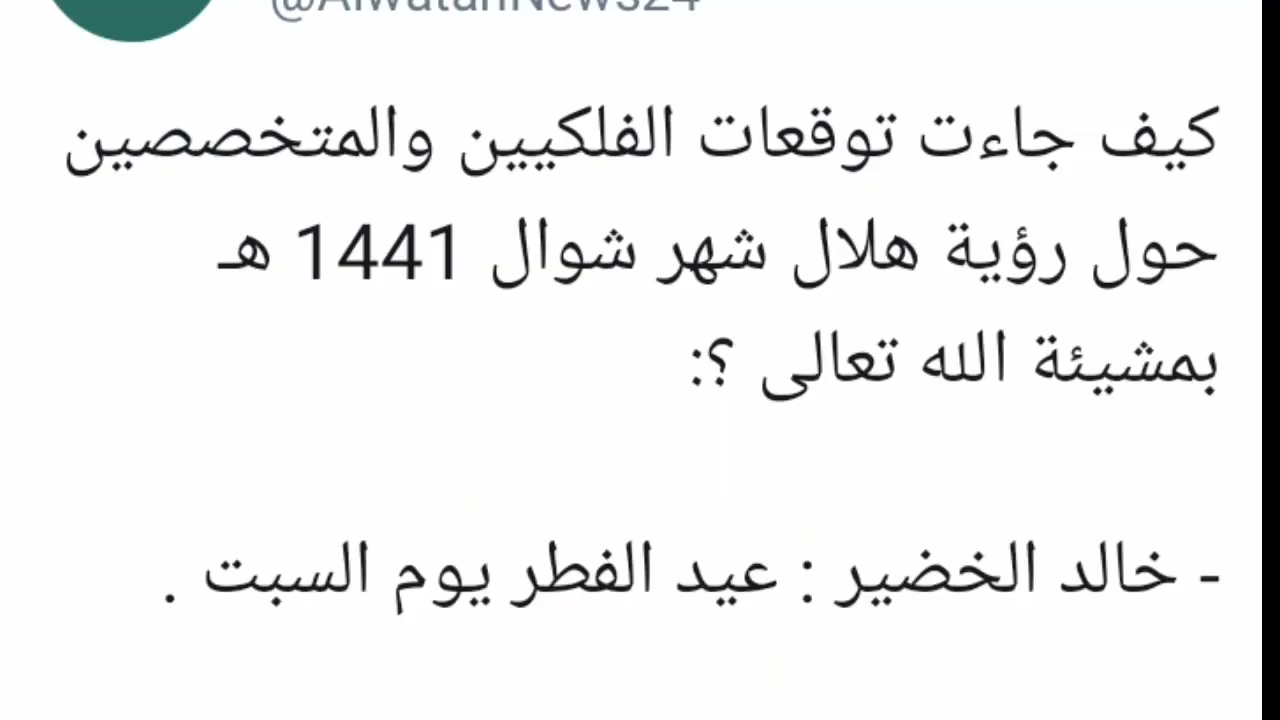 @AlwatanNews24
كيف جاءت توقعات الفلكيين والمتخصصين
حول رؤية هلال شهر شوال 1441 هـ
بمشيئة الله تعالى ؟:
- خالد الخضير : عيد الفطر يوم السبت .